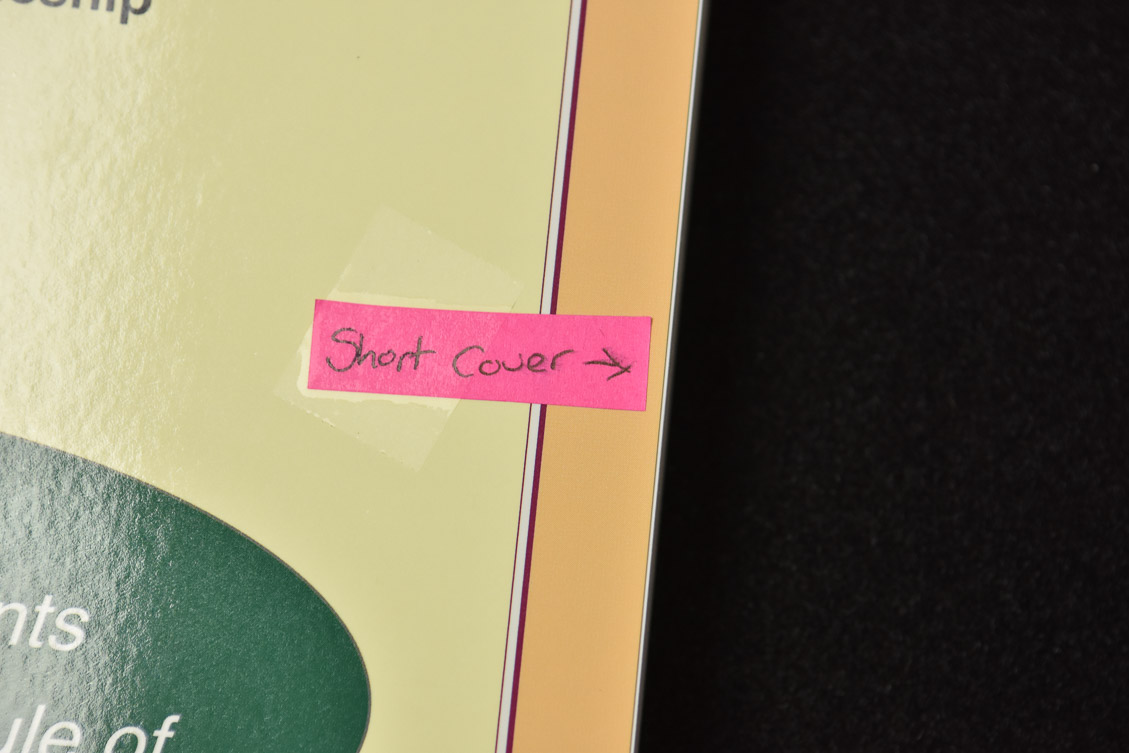 Short Cover →
nts
ule of